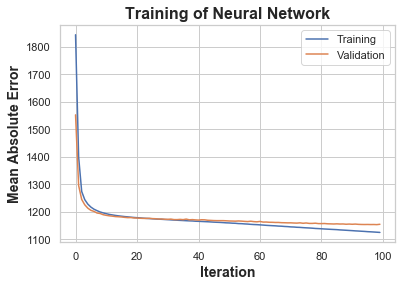 Training of Neural Network
Training
Validation
Mean Absolute Error
1800
1700
1600
1500
1400
1300
1200
1100
0 20 40 60 80 100
Iteration